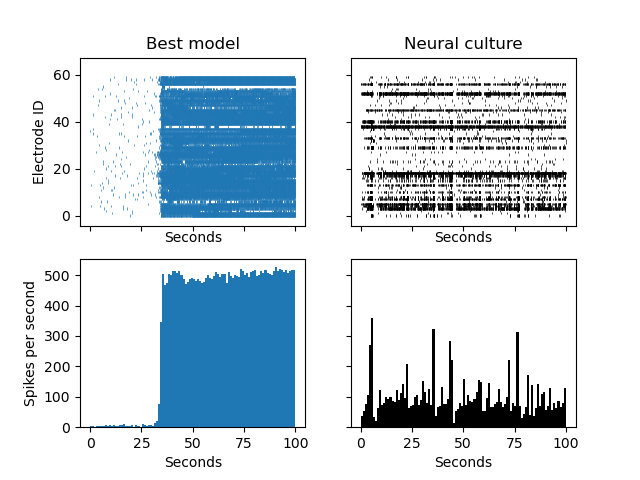 Best model
Neural culture
Electrode ID
60
40
20
0
Seconds
Seconds
Spikes per second
500
400
300
200
100
0
0 25 50 75 100
0 25 50 75 100
Seconds
Seconds